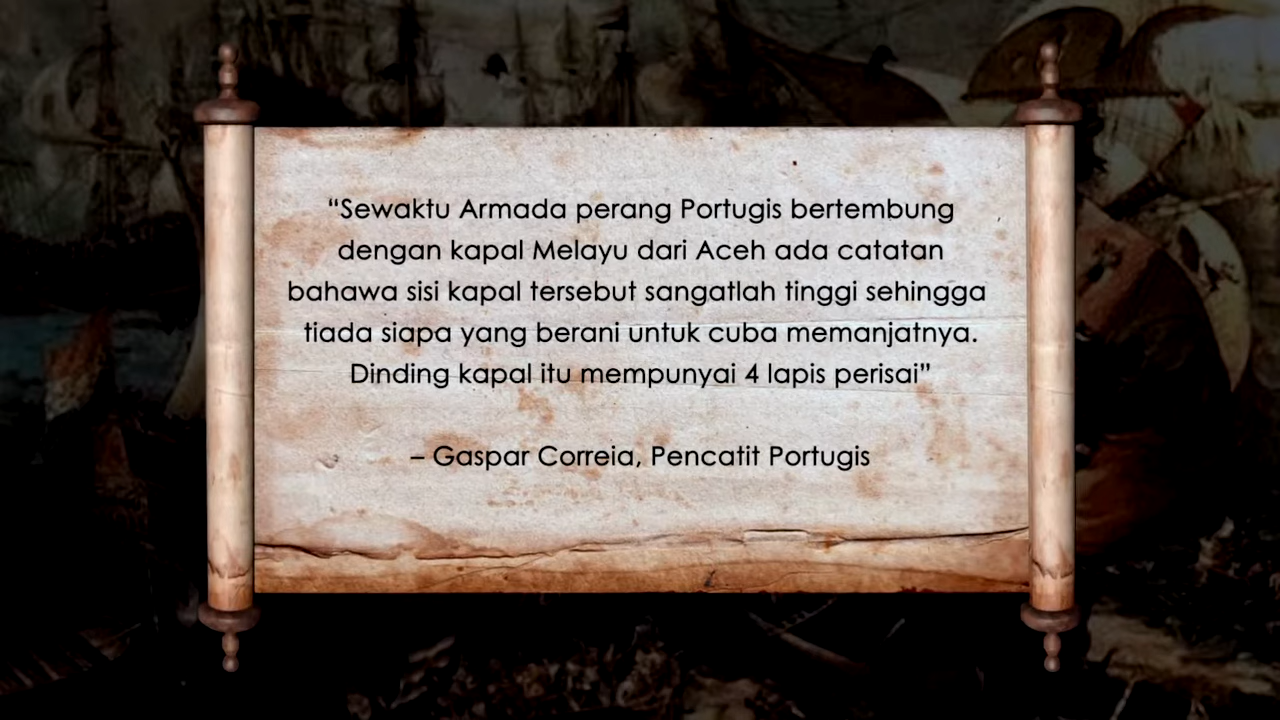 “Sewaktu Armada perang Portugis bertembung
dengan kapal Melayu dari Aceh ada catatan
bahawa sisi kapal tersebut sangatlah tinggi sehingga
tiada siapa yang berani untuk cuba memanjatnya.
Dinding kapal itu mempunyai 4 lapis perisai”
– Gaspar Correia, Pencatit Portugis